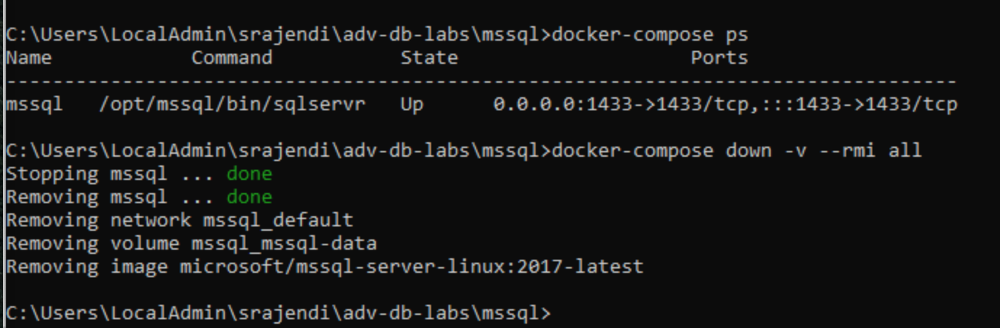 C:\Users\LocalAdmin\srajendi\adv-db-labs\mssql>docker-compose ps
Name            Command           State                    Ports
-----------------------------------------------------------------------------------
mssql   /opt/mssql/bin/sqlservr   Up      0.0.0.0:1433->1433/tcp,:::1433->1433/tcp
C:\Users\LocalAdmin\srajendi\adv-db-labs\mssql>docker-compose down -v --rmi all
Stopping mssql ... done
Removing mssql ... done
Removing network mssql_default
Removing volume mssql_mssql-data
Removing image microsoft/mssql-server-linux:2017-latest
C:\Users\LocalAdmin\srajendi\adv-db-labs\mssql>